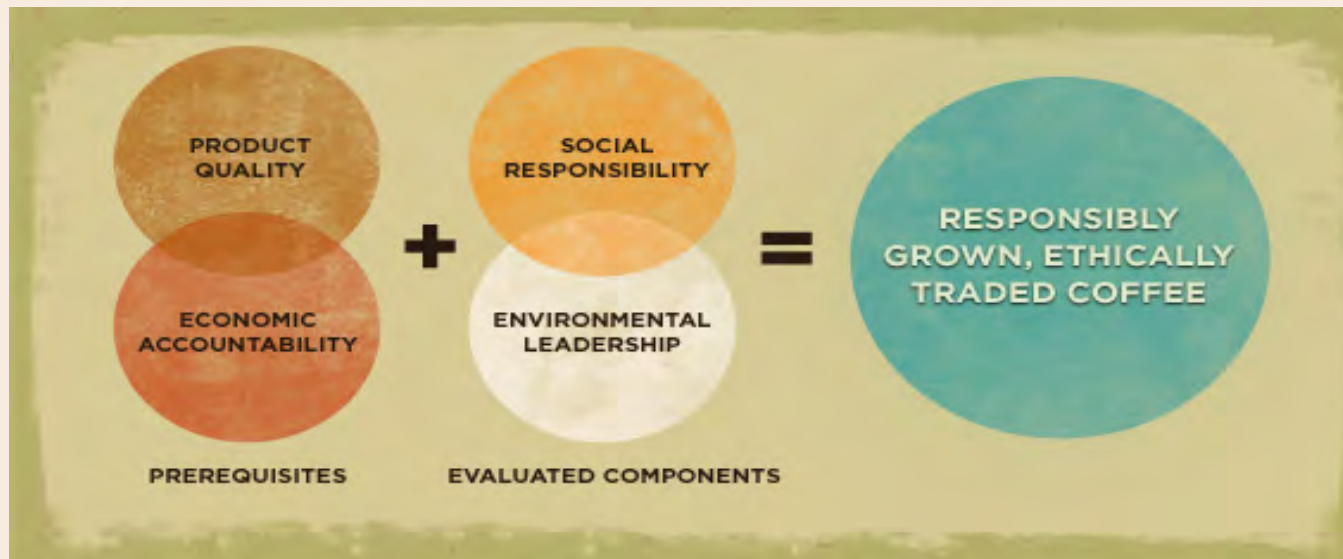 PRODUCT
QUALITY
ECONOMIC
ACCOUNTABILITY
PREREQUISITES
+
SOCIAL
RESPONSIBILITY
ENVIRONMENTAL
LEADERSHIP
EVALUATED COMPONENTS
=
RESPONSIBLY
GROWN, ETHICALLY
TRADED COFFEE